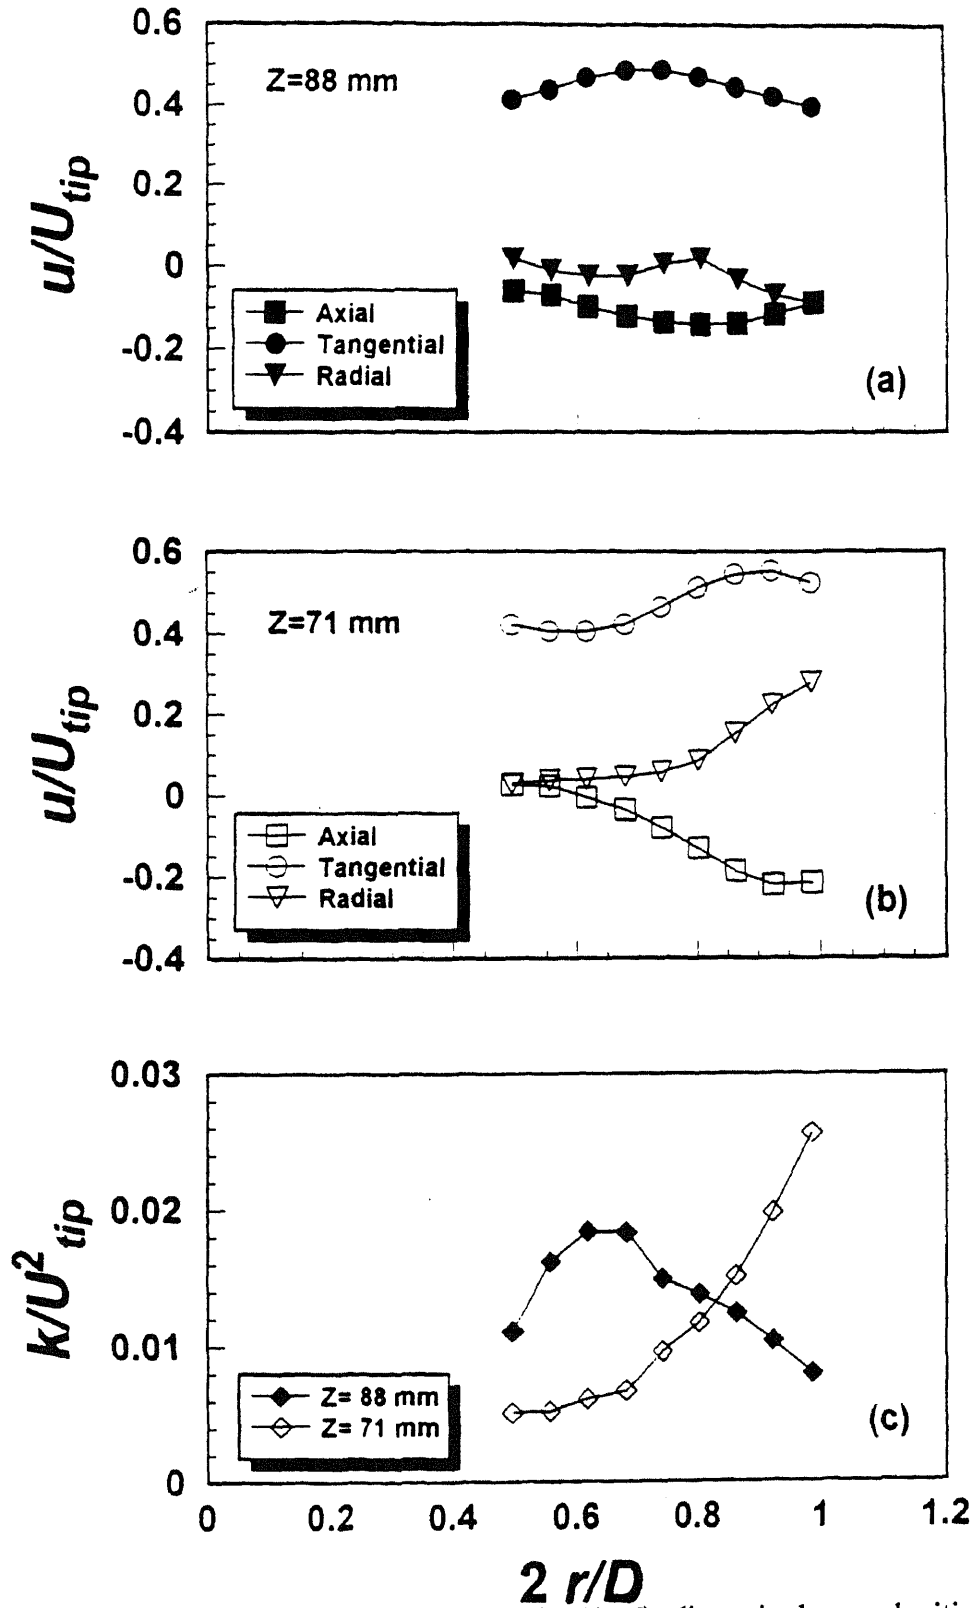 0.6
Z=88 mm
0.4
0.2
u/U_tip
0
Axial
Tangential
Radial
-0.2
(a)
-0.4
0.6
Z=71 mm
0.4
0.2
u/U_tip
0
Axial
Tangential
Radial
-0.2
(b)
-0.4
0.03
0.02
k/U²_tip
0.01
Z= 88 mm
Z= 71 mm
(c)
0
0 0.2 0.4 0.6 0.8 1 1.2
2 r/D